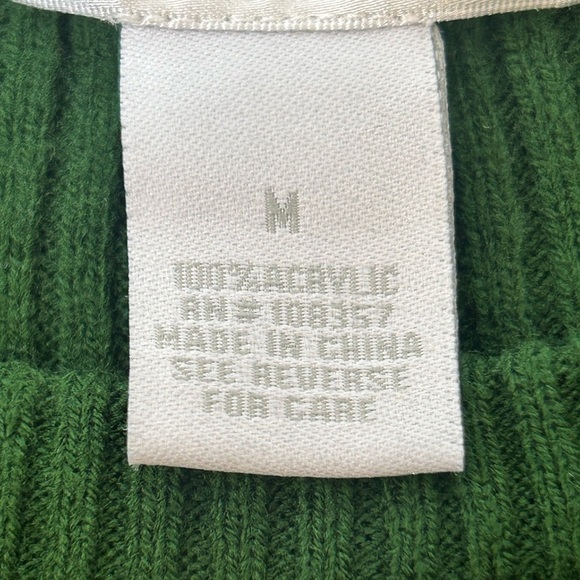 M
100% ACRYLIC
RN # 108357
MADE IN CHINA
SEE REVERSE
FOR CARE